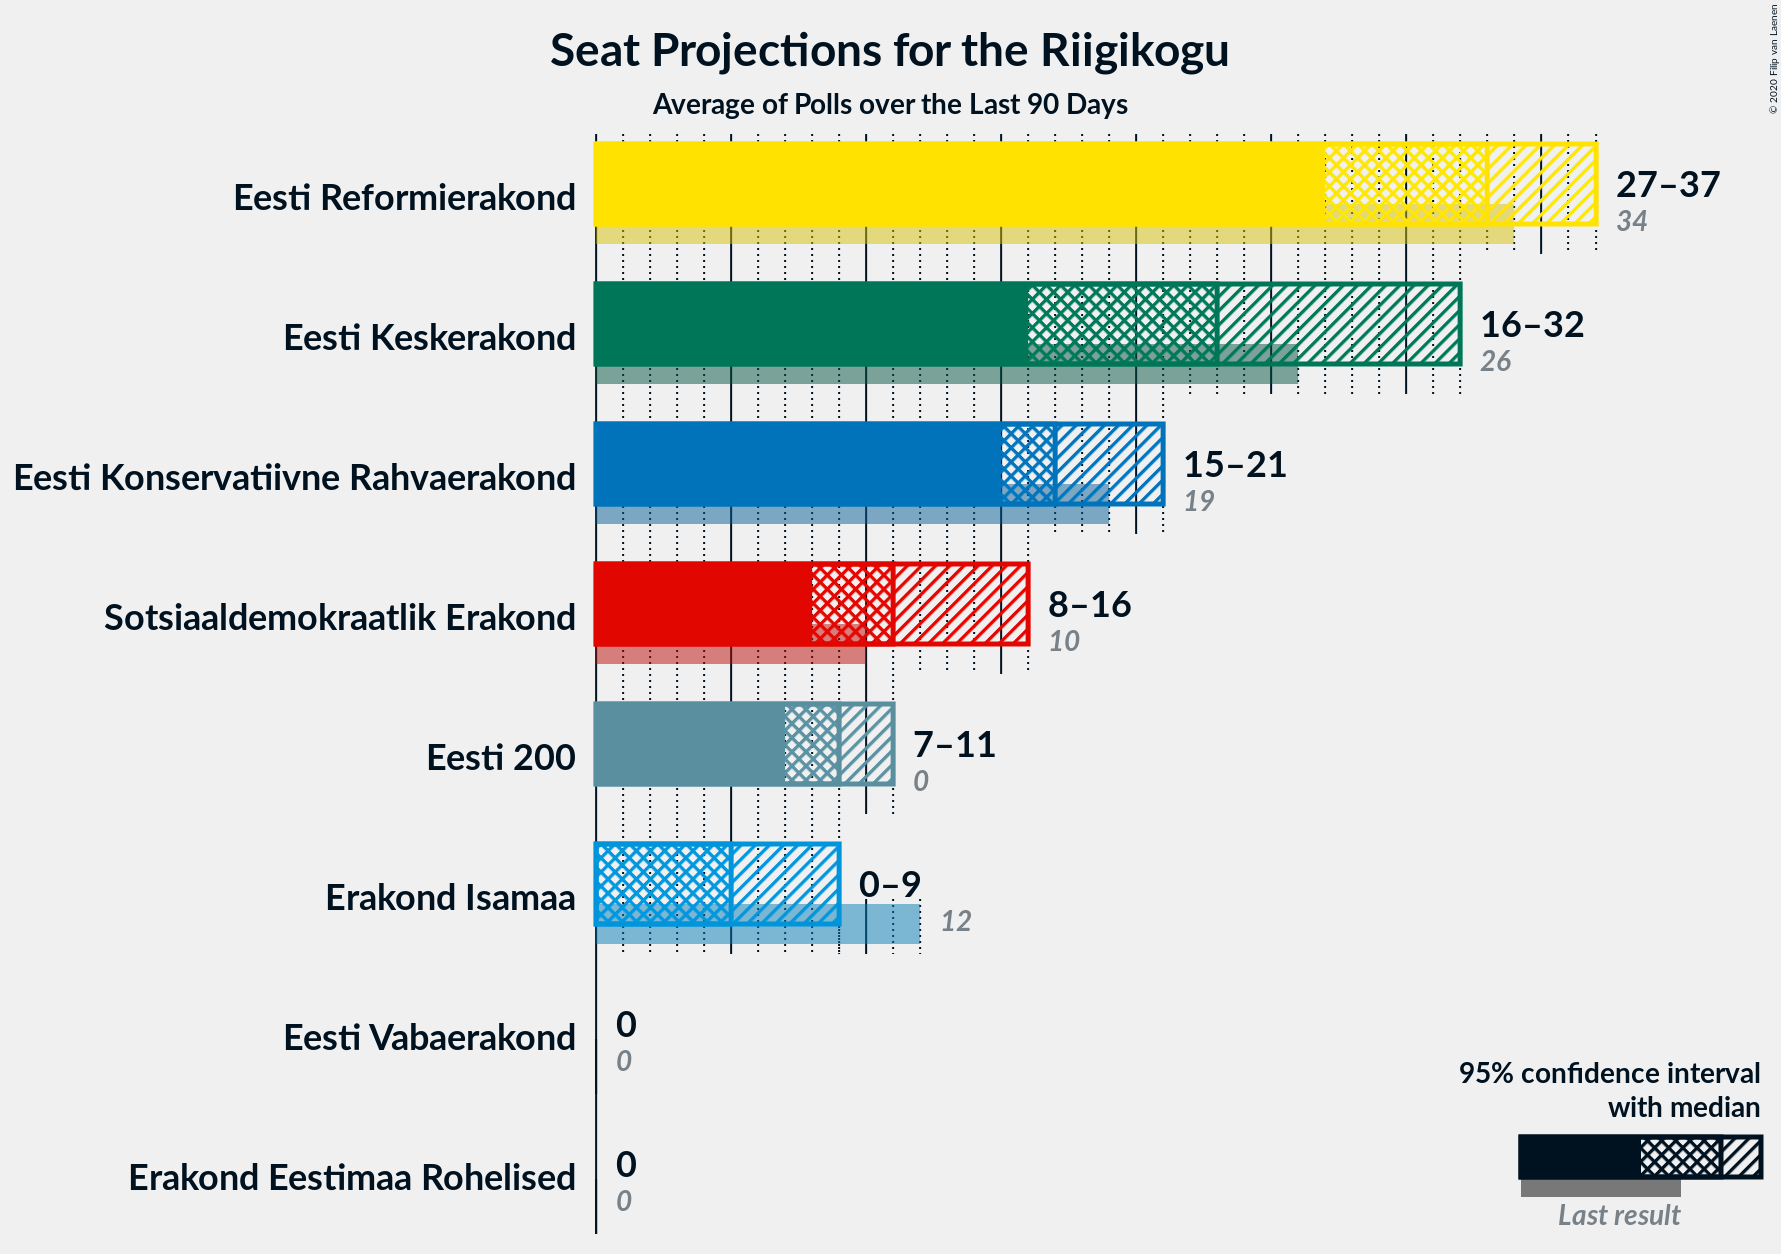 Seat Projections for the Riigikogu
Average of Polls over the Last 90 Days
© 2020 Filip van Laenen
Eesti Reformierakond
27–37
34
Eesti Keskerakond
16–32
26
Eesti Konservatiivne Rahvaerakond
15–21
19
Sotsiaaldemokraatlik Erakond
8–16
10
Eesti 200
7–11
0
Erakond Isamaa
0–9
12
Eesti Vabaerakond
0
0
Erakond Eestimaa Rohelised
0
0
95% confidence interval
with median
Last result